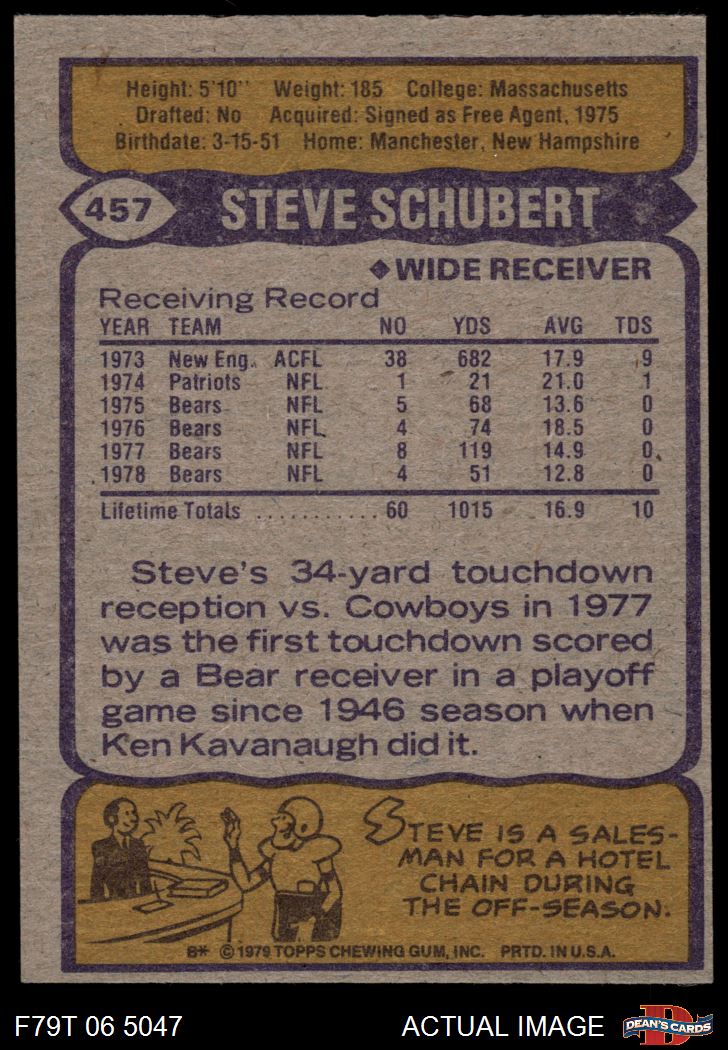 Height: 5'10" Weight: 185 College: Massachusetts
Drafted: No Acquired: Signed as Free Agent, 1975
Birthdate: 3-15-51 Home: Manchester, New Hampshire
457 STEVE SCHUBERT
◆WIDE RECEIVER
Receiving Record
YEAR TEAM NO YDS AVG TDS
1973 New Eng. ACFL 38 682 17.9 9
1974 Patriots NFL 1 21 21.0 1
1975 Bears NFL 5 68 13.6 0
1976 Bears NFL 4 74 18.5 0
1977 Bears NFL 8 119 14.9 0
1978 Bears NFL 4 51 12.8 0
Lifetime Totals ........... 60 1015 16.9 10
Steve's 34-yard touchdown
reception vs. Cowboys in 1977
was the first touchdown scored
by a Bear receiver in a playoff
game since 1946 season when
Ken Kavanaugh did it.
STEVE IS A SALES-
MAN FOR A HOTEL
CHAIN DURING
THE OFF-SEASON.
B* © 1979 TOPPS CHEWING GUM, INC. PRTD. IN U.S.A.
F79T 06 5047 ACTUAL IMAGE D DEAN'S CARDS